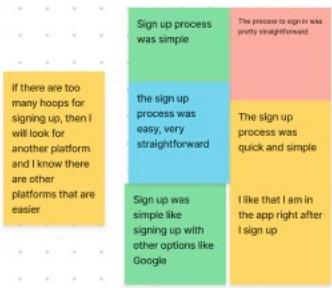 if there are too
many hoops for
signing up, then I
will look for
another platform
and I know there
are other
platforms that are
easier
Sign up process
was simple
The process to sign in was
pretty straightforward
the sign up
process was
easy, very
straightforward
The sign up
process was
quick and simple
Sign up was
simple like
signing up with
other options like
Google
I like that I am in
the app right after
I sign up